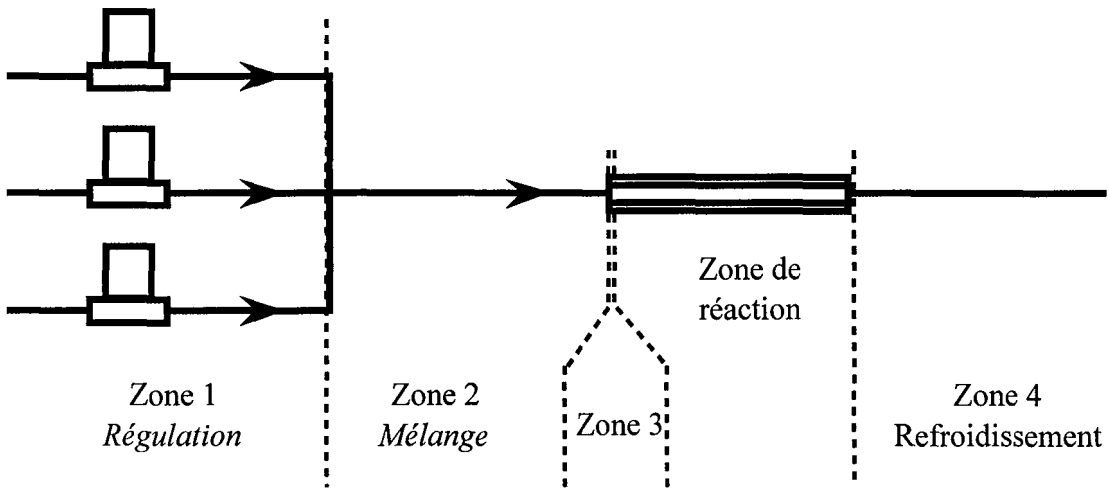 Zone de
réaction
Zone 1
Régulation
Zone 2
Mélange
Zone 3
Zone 4
Refroidissement